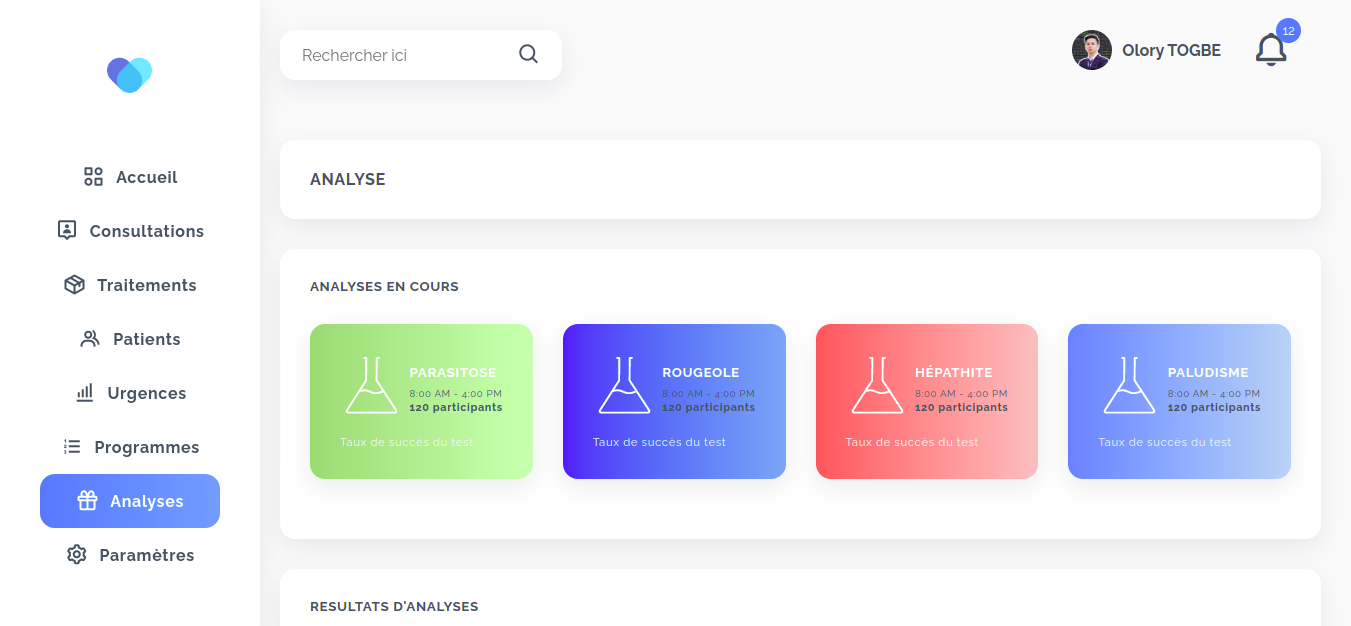 Rechercher ici
Olory TOGBE
12
Accueil
Consultations
Traitements
Patients
Urgences
Programmes
Analyses
Paramètres
ANALYSE
ANALYSES EN COURS
PARASITOSE
8:00 AM - 4:00 PM
120 participants
Taux de succès du test
ROUGEOLE
8:00 AM - 4:00 PM
120 participants
Taux de succès du test
HÉPATHITE
8:00 AM - 4:00 PM
120 participants
Taux de succès du test
PALUDISME
8:00 AM - 4:00 PM
120 participants
Taux de succès du test
RESULTATS D'ANALYSES